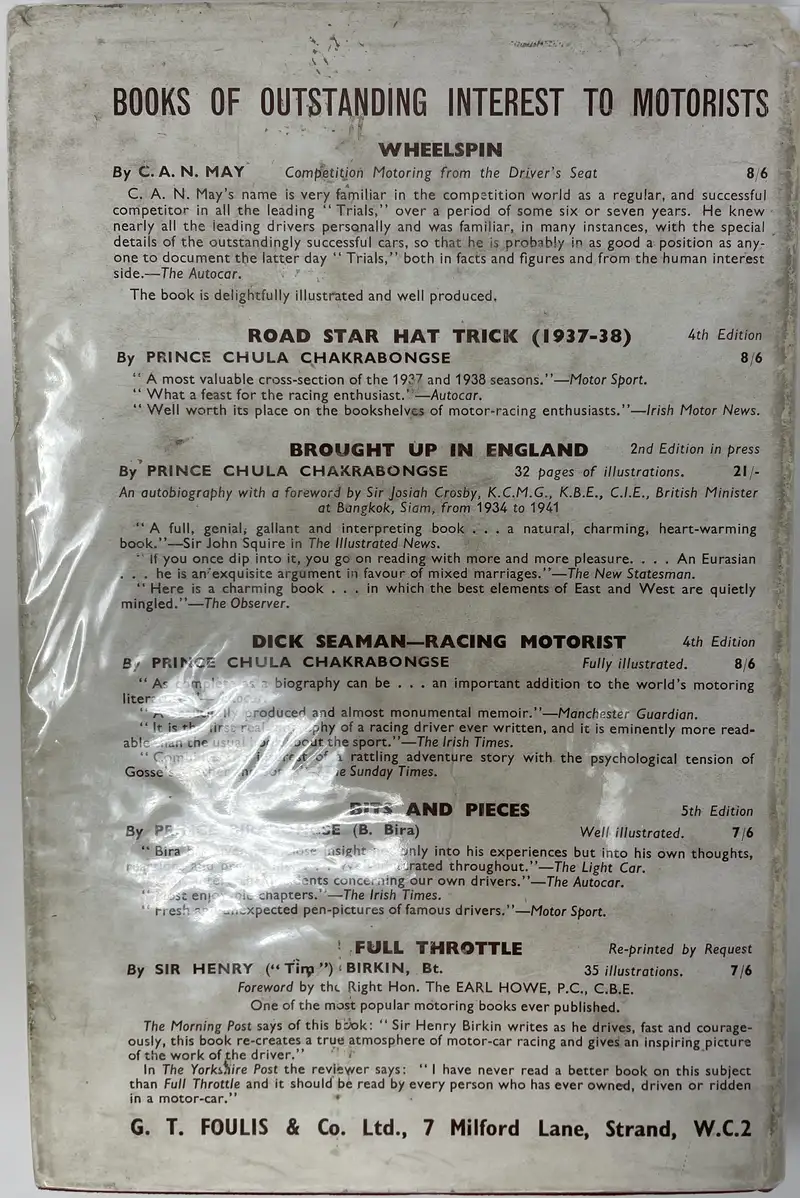 BOOKS OF OUTSTANDING INTEREST TO MOTORISTS
WHEELSPIN
By C. A. N. MAY Competition Motoring from the Driver's Seat 8/6
C. A. N. May's name is very familiar in the competition world as a regular, and successful
competitor in all the leading "Trials," over a period of some six or seven years. He knew
nearly all the leading drivers personally and was familiar, in many instances, with the special
details of the outstandingly successful cars, so that he is probably in as good a position as any-
one to document the latter day "Trials," both in facts and figures and from the human interest
side.—The Autocar.
The book is delightfully illustrated and well produced.
ROAD STAR HAT TRICK (1937-38) 4th Edition
By PRINCE CHULA CHAKRABONGSE 8/6
"A most valuable cross-section of the 1937 and 1938 seasons."—Motor Sport.
"What a feast for the racing enthusiast."—Autocar.
"Well worth its place on the bookshelves of motor-racing enthusiasts."—Irish Motor News.
BROUGHT UP IN ENGLAND 2nd Edition in press
By PRINCE CHULA CHAKRABONGSE 32 pages of illustrations. 21/-
An autobiography with a foreword by Sir Josiah Crosby, K.C.M.G., K.B.E., C.I.E., British Minister
at Bangkok, Siam, from 1934 to 1941
"A full, genial, gallant and interpreting book . . . a natural, charming, heart-warming
book."—Sir John Squire in The Illustrated News.
"If you once dip into it, you go on reading with more and more pleasure. . . . An Eurasian
. . . he is an exquisite argument in favour of mixed marriages."—The New Statesman.
"Here is a charming book . . . in which the best elements of East and West are quietly
mingled."—The Observer.
DICK SEAMAN—RACING MOTORIST 4th Edition
By PRINCE CHULA CHAKRABONGSE Fully illustrated. 8/6
"As complete as a biography can be . . . an important addition to the world's motoring
produced and almost monumental memoir."—Manchester Guardian.
"It is the first real biography of a racing driver ever written, and it is eminently more read-
able than the usual about the sport."—The Irish Times.
of a rattling adventure story with the psychological tension of
Gosse's Sunday Times.
BITS AND PIECES 5th Edition
By PRINCE (B. Bira) Well illustrated. 7/6
"Bira insight only into his experiences but into his own thoughts,
throughout."—The Light Car.
concerning our own drivers."—The Autocar.
chapters."—The Irish Times.
"Fresh and unexpected pen-pictures of famous drivers."—Motor Sport.
FULL THROTTLE Re-printed by Request
By SIR HENRY ("Tim") BIRKIN, Bt. 35 illustrations. 7/6
Foreword by the Right Hon. The EARL HOWE, P.C., C.B.E.
One of the most popular motoring books ever published.
The Morning Post says of this book: "Sir Henry Birkin writes as he drives, fast and courage-
ously, this book re-creates a true atmosphere of motor-car racing and gives an inspiring picture
of the work of the driver."
In The Yorkshire Post the reviewer says: "I have never read a better book on this subject
than Full Throttle and it should be read by every person who has ever owned, driven or ridden
in a motor-car."
G. T. FOULIS & Co. Ltd., 7 Milford Lane, Strand, W.C.2